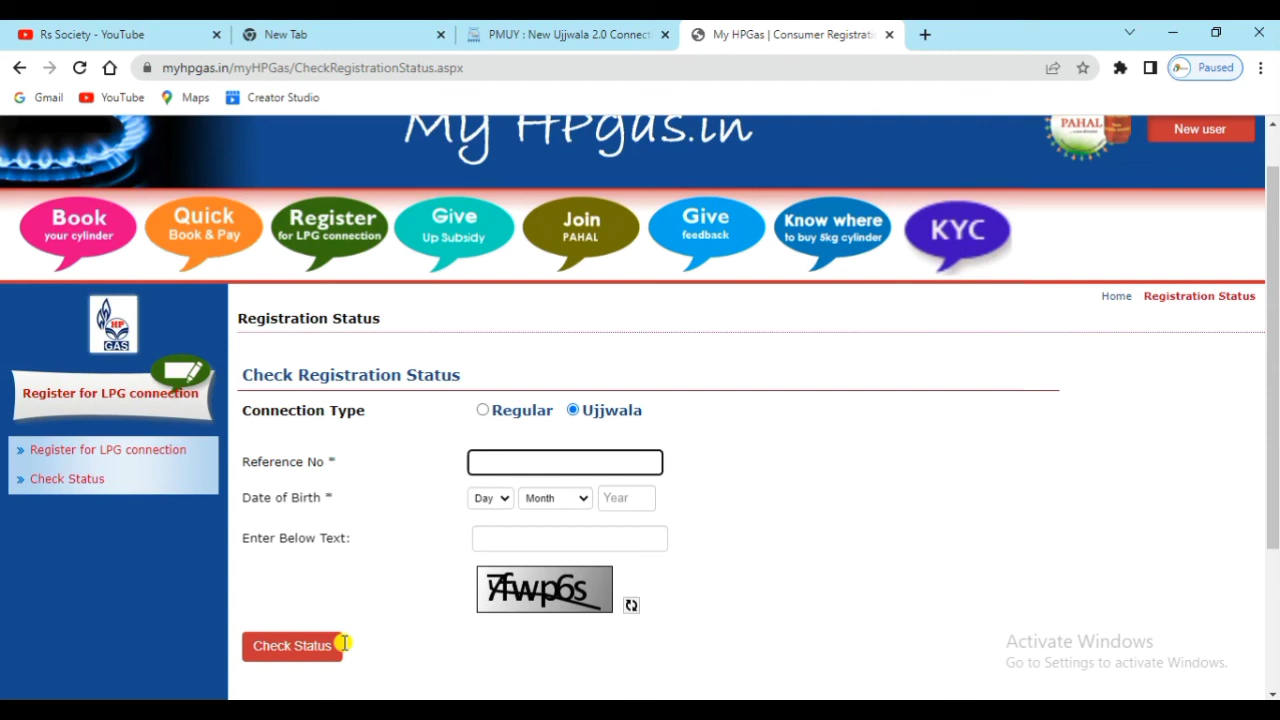 Rs Society - YouTube
New Tab
PMUY : New Ujjwala 2.0 Connect
My HPGas | Consumer Registrati
myhpgas.in/myHPGas/CheckRegistrationStatus.aspx
Paused
Gmail
YouTube
Maps
Creator Studio
My HPgas.in
PAHAL
New user
Book
your cylinder
Quick
Book & Pay
Register
for LPG connection
Give
Up Subsidy
Join
PAHAL
Give
feedback
Know where
to buy 5kg cylinder
KYC
Home Registration Status
HP
GAS
Registration Status
Register for LPG connection
Check Registration Status
Connection Type
Regular
Ujjwala
» Register for LPG connection
» Check Status
Reference No *
Date of Birth *
Day
Month
Year
Enter Below Text:
7fwp6s
Check Status
Activate Windows
Go to Settings to activate Windows.